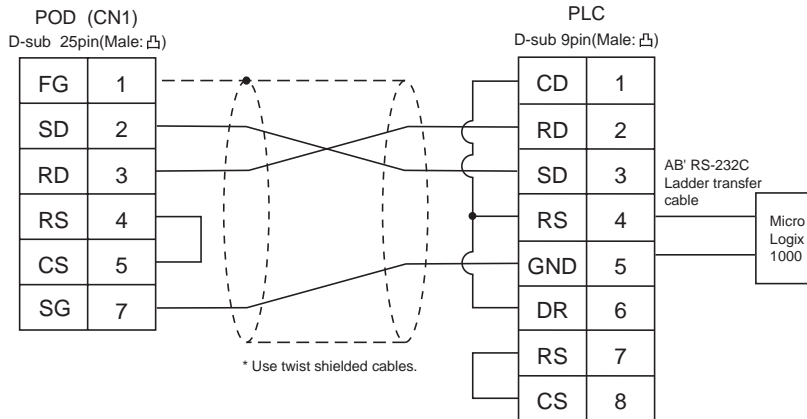 POD (CN1)
D-sub 25pin(Male: 凸)
FG 1
SD 2
RD 3
RS 4
CS 5
SG 7
* Use twist shielded cables.
PLC
D-sub 9pin(Male: 凸)
CD 1
RD 2
SD 3
RS 4
GND 5
DR 6
RS 7
CS 8
AB' RS-232C
Ladder transfer
cable
Micro
Logix
1000